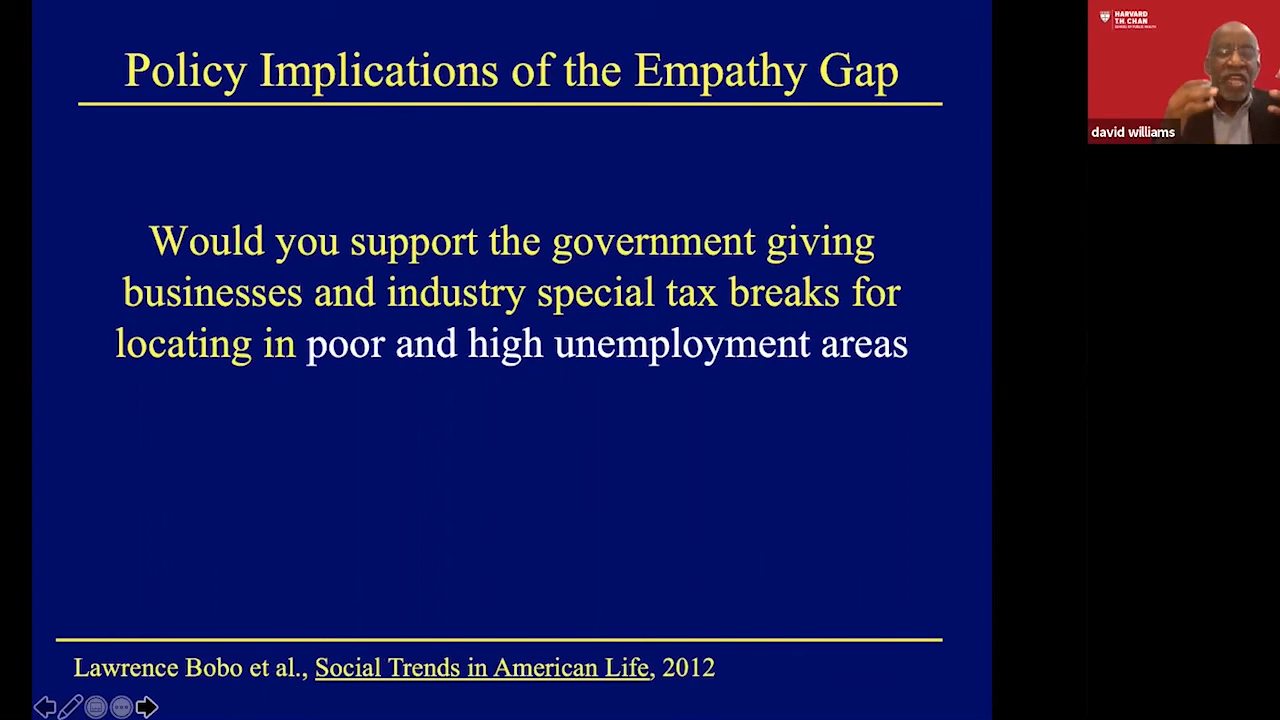 Policy Implications of the Empathy Gap
Would you support the government giving
businesses and industry special tax breaks for
locating in poor and high unemployment areas
Lawrence Bobo et al., Social Trends in American Life, 2012
HARVARD
T.H. CHAN
SCHOOL OF PUBLIC HEALTH
david williams